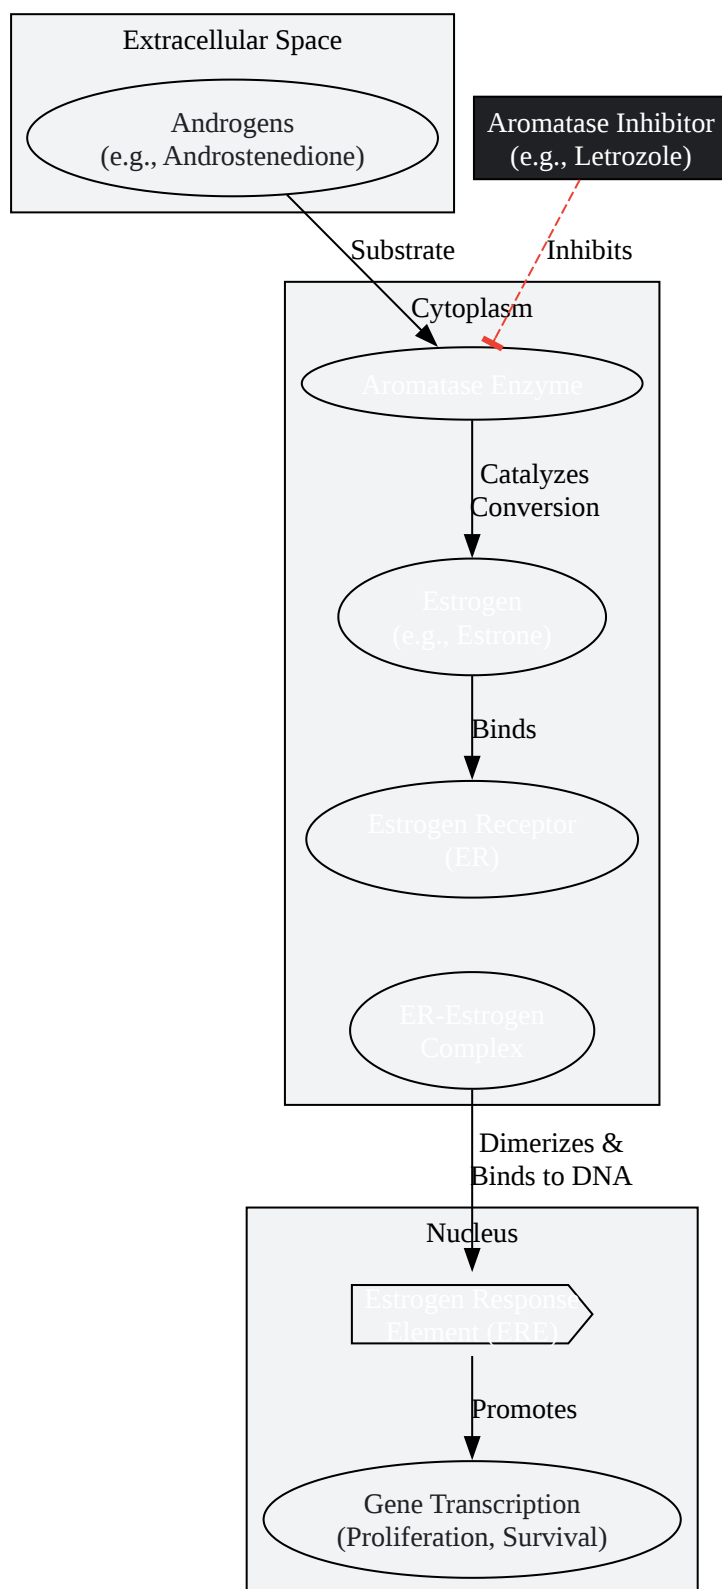 Extracellular Space
Androgens
(e.g., Androstenedione)
Aromatase Inhibitor
(e.g., Letrozole)
Substrate
Inhibits
Cytoplasm
Aromatase Enzyme
Catalyzes
Conversion
Estrogen
(e.g., Estrone)
Binds
Estrogen Receptor
(ER)
ER-Estrogen
Complex
Dimerizes &
Binds to DNA
Nucleus
Estrogen Response
Element (ERE)
Promotes
Gene Transcription
(Proliferation, Survival)